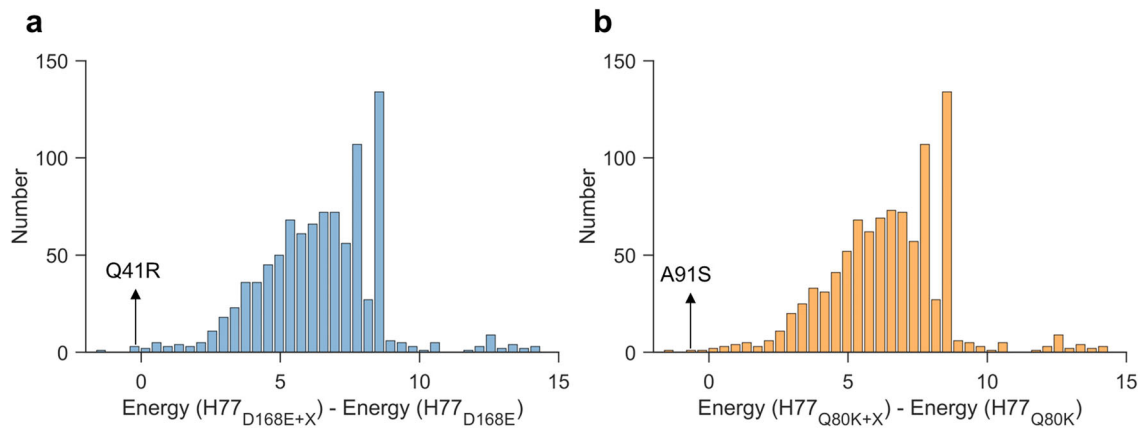 a
150
100
50
0
Number
Q41R
0 5 10 15
Energy (H77D168E+X) - Energy (H77D168E)
b
150
100
50
0
Number
A91S
0 5 10 15
Energy (H77Q80K+X) - Energy (H77Q80K)